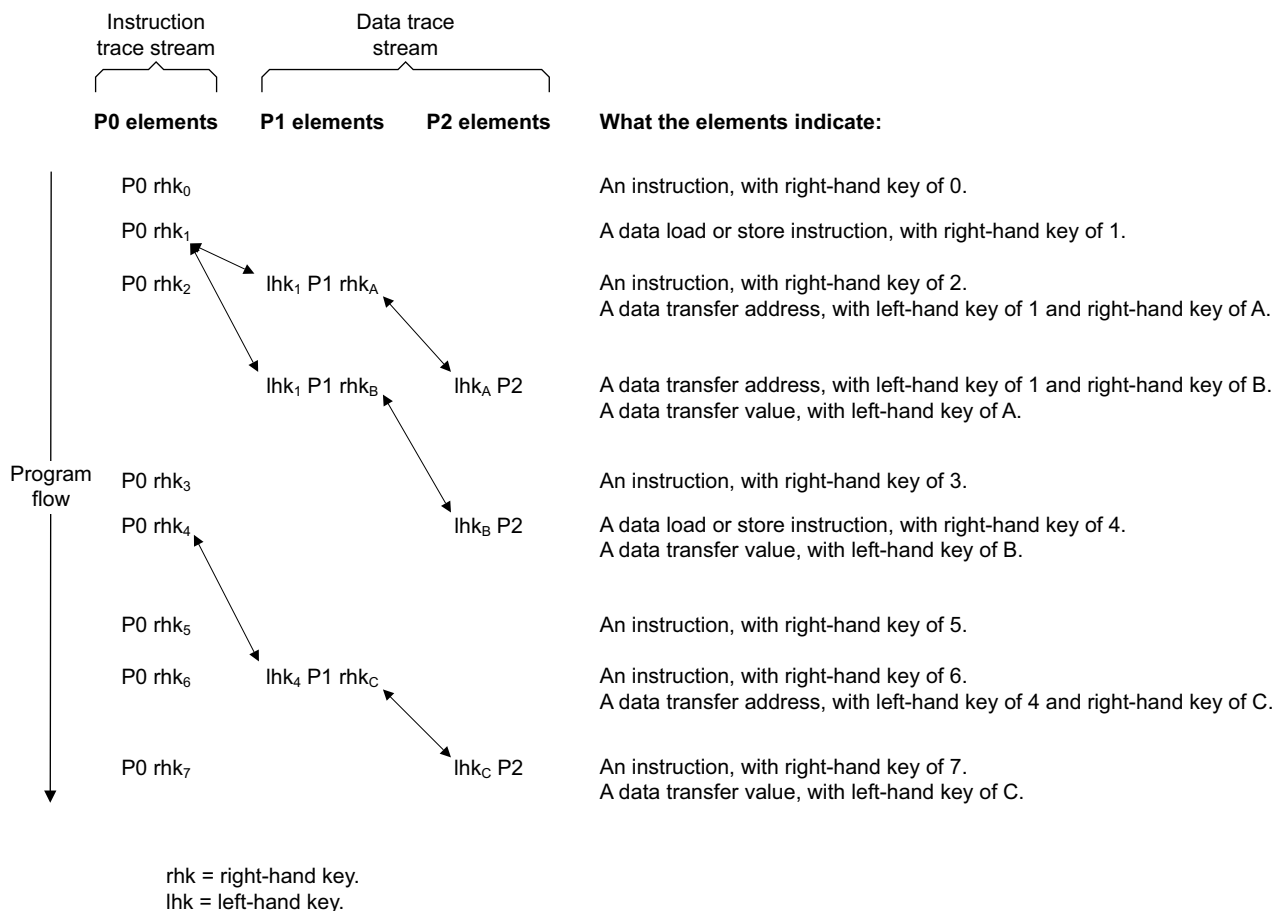 Instruction
trace stream
Data trace
stream
P0 elements P1 elements P2 elements What the elements indicate:
P0 rhk₀ An instruction, with right-hand key of 0.
P0 rhk₁ A data load or store instruction, with right-hand key of 1.
P0 rhk₂ lhk₁ P1 rhk_A An instruction, with right-hand key of 2.
A data transfer address, with left-hand key of 1 and right-hand key of A.
lhk₁ P1 rhk_B lhk_A P2 A data transfer address, with left-hand key of 1 and right-hand key of B.
A data transfer value, with left-hand key of A.
Program
flow
P0 rhk₃ An instruction, with right-hand key of 3.
P0 rhk₄ lhk_B P2 A data load or store instruction, with right-hand key of 4.
A data transfer value, with left-hand key of B.
P0 rhk₅ An instruction, with right-hand key of 5.
P0 rhk₆ lhk₄ P1 rhk_C An instruction, with right-hand key of 6.
A data transfer address, with left-hand key of 4 and right-hand key of C.
P0 rhk₇ lhk_C P2 An instruction, with right-hand key of 7.
A data transfer value, with left-hand key of C.
rhk = right-hand key.
lhk = left-hand key.